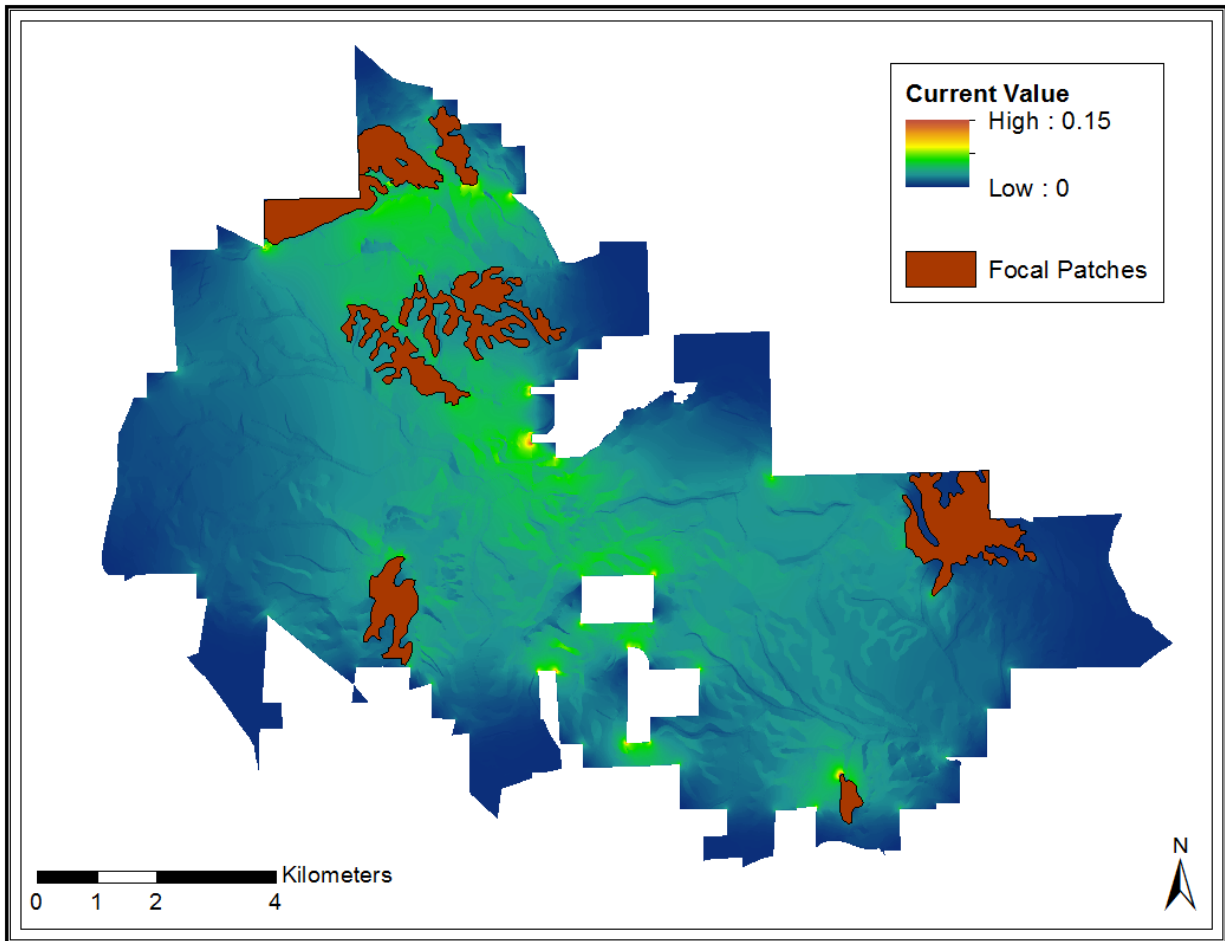 Current Value
High : 0.15
Low : 0
Focal Patches
N
Kilometers
0 1 2 4